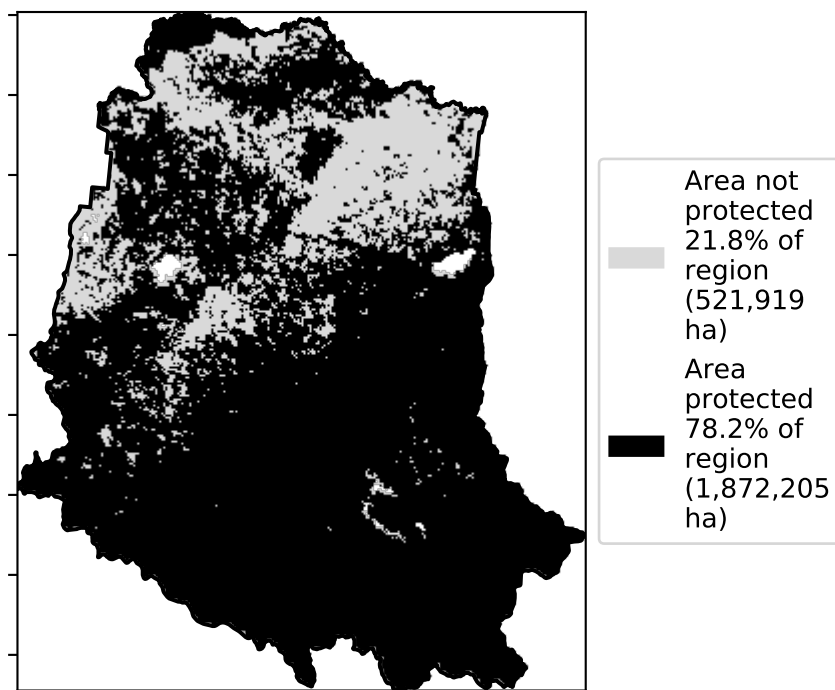 Area not
protected
21.8% of
region
(521,919
ha)
Area
protected
78.2% of
region
(1,872,205
ha)